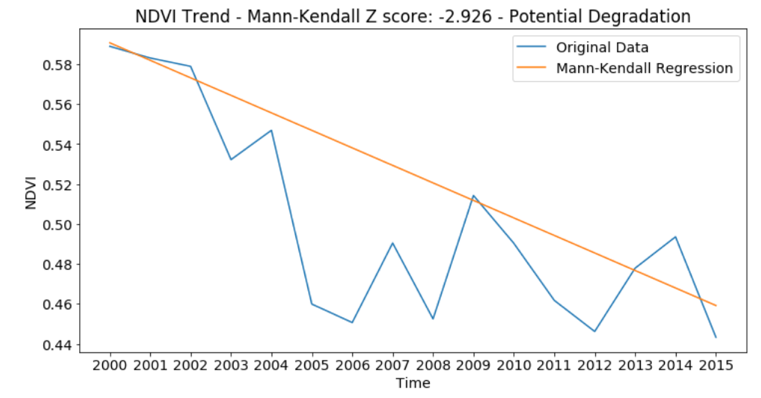 NDVI Trend - Mann-Kendall Z score: -2.926 - Potential Degradation
Original Data
Mann-Kendall Regression
NDVI
0.58
0.56
0.54
0.52
0.50
0.48
0.46
0.44
2000 2001 2002 2003 2004 2005 2006 2007 2008 2009 2010 2011 2012 2013 2014 2015
Time